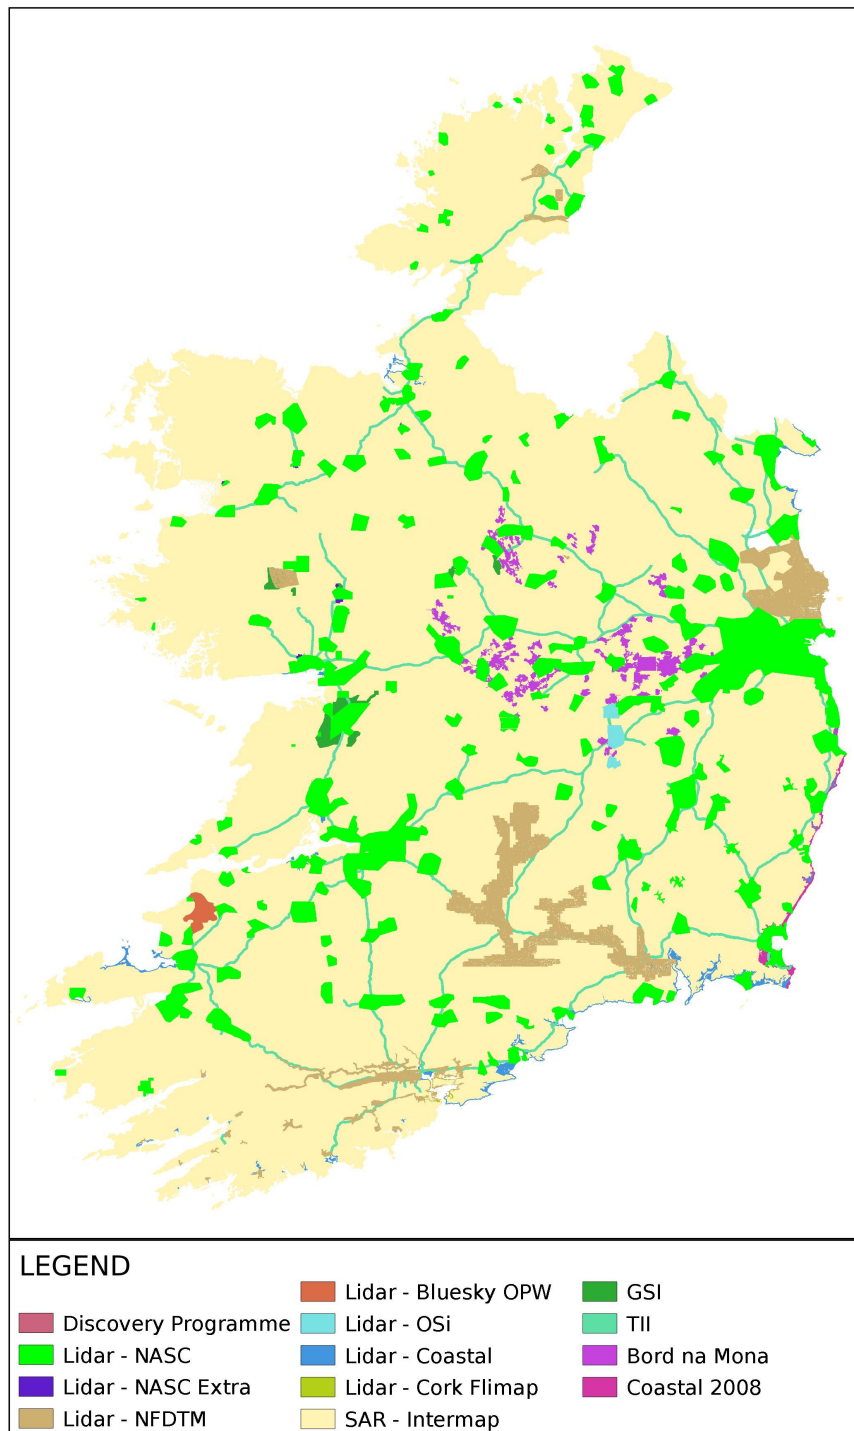 LEGEND
Discovery Programme
Lidar - NASC
Lidar - NASC Extra
Lidar - NFDTM
Lidar - Bluesky OPW
Lidar - OSi
Lidar - Coastal
Lidar - Cork Flimap
SAR - Intermap
GSI
TII
Bord na Mona
Coastal 2008